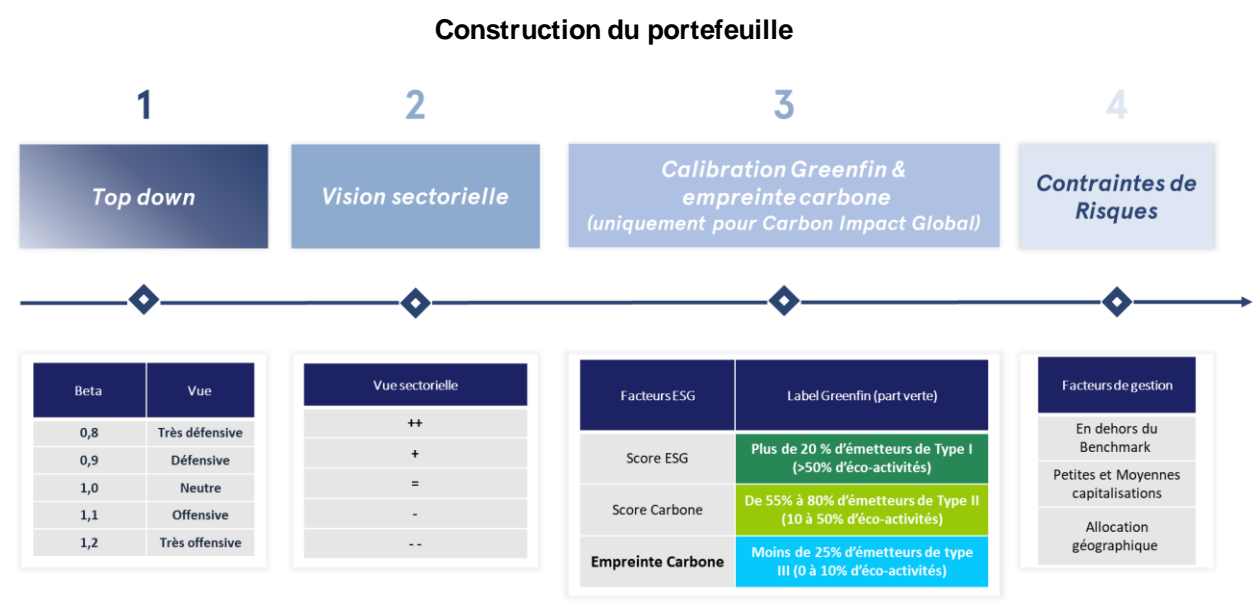 Construction du portefeuille
1
2
3
4
Top down
Vision sectorielle
Calibration Greenfin &
empreinte carbone
(uniquement pour Carbon Impact Global)
Contraintes de
Risques
Beta
Vue
0,8
Très défensive
0,9
Défensive
1,0
Neutre
1,1
Offensive
1,2
Très offensive
Vue sectorielle
++
+
=
-
- -
Facteurs ESG
Label Greenfin (part verte)
Score ESG
Plus de 20 % d’émetteurs de Type I
(>50% d’éco-activités)
Score Carbone
De 55% à 80% d’émetteurs de Type II
(10 à 50% d’éco-activités)
Empreinte Carbone
Moins de 25% d’émetteurs de type
III (0 à 10% d’éco-activités)
Facteurs de gestion
En dehors du
Benchmark
Petites et Moyennes
capitalisations
Allocation
géographique